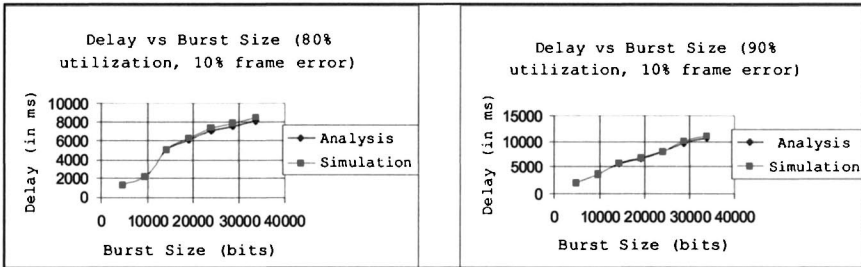 Delay vs Burst Size (80%
utilization, 10% frame error)
10000
8000
6000
4000
2000
0
0 10000 20000 30000 40000
Delay (in ms)
Burst Size (bits)
Analysis
Simulation
Delay vs Burst Size (90%
utilization, 10% frame error)
15000
10000
5000
0
0 10000 20000 30000 40000
Delay (in ms)
Burst Size (bits)
Analysis
Simulation